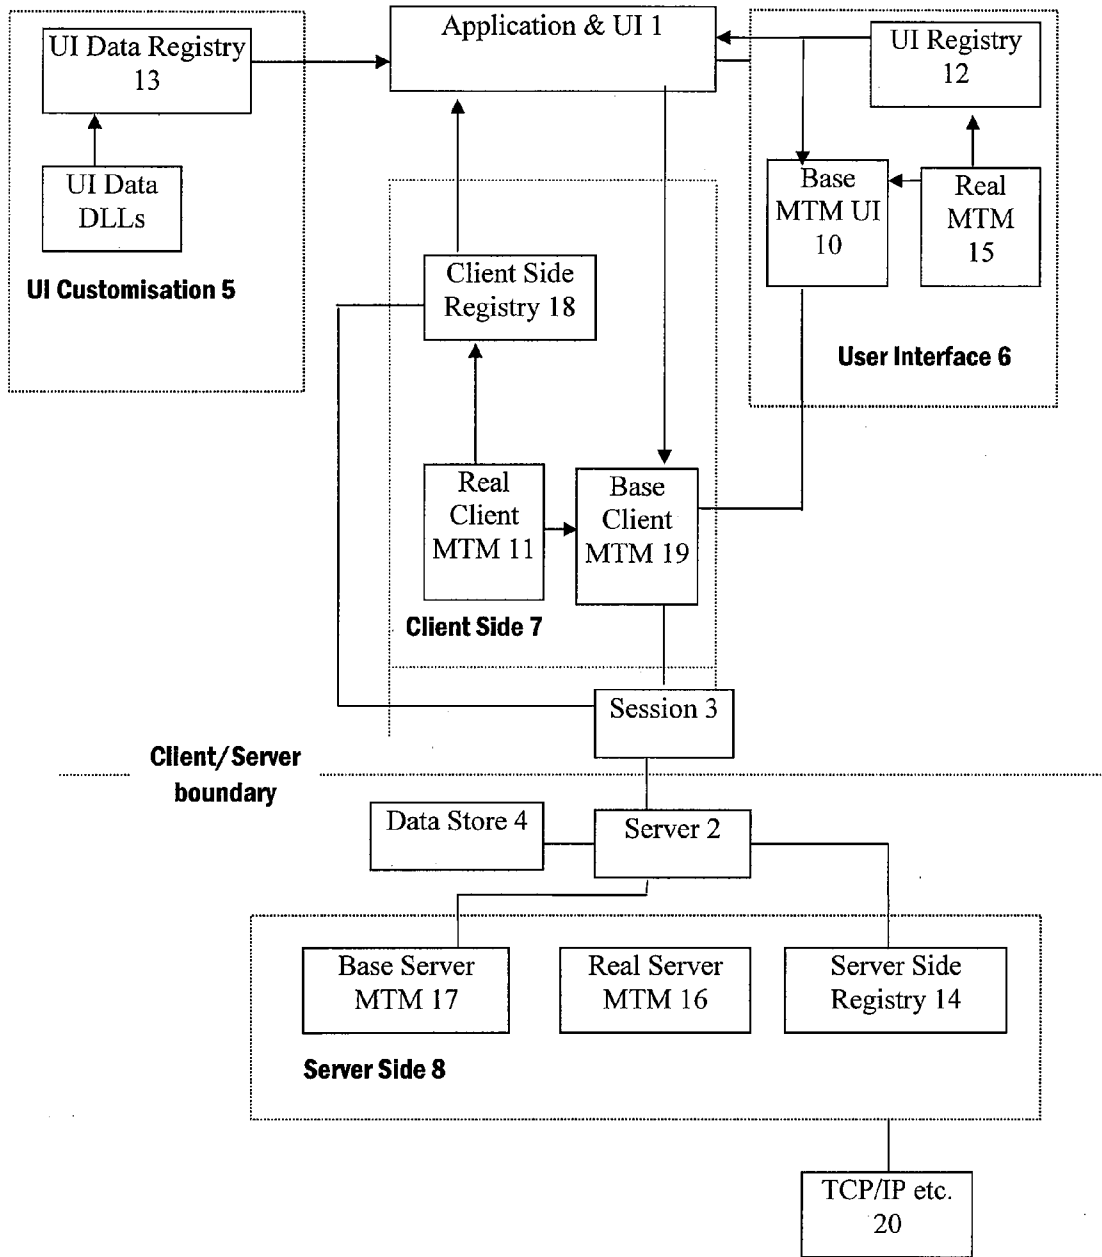 Application & UI 1
UI Data Registry
13
UI Registry
12
UI Data
DLLs
Base
MTM UI
10
Real
MTM
15
UI Customisation 5
Client Side
Registry 18
User Interface 6
Real
Client
MTM 11
Base
Client
MTM 19
Client Side 7
Session 3
Client/Server
boundary
Data Store 4
Server 2
Base Server
MTM 17
Real Server
MTM 16
Server Side
Registry 14
Server Side 8
TCP/IP etc.
20